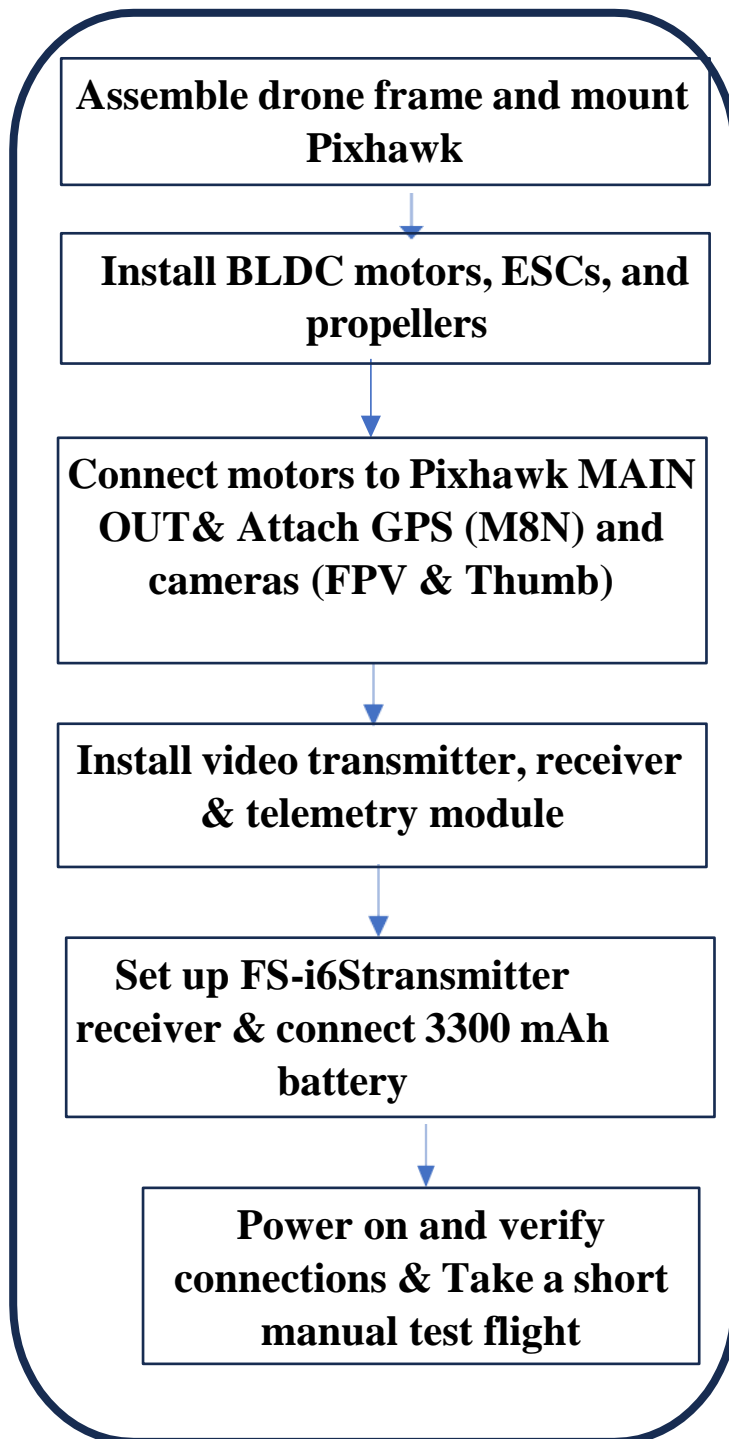 Assemble drone frame and mount
Pixhawk
Install BLDC motors, ESCs, and
propellers
Connect motors to Pixhawk MAIN
OUT& Attach GPS (M8N) and
cameras (FPV & Thumb)
Install video transmitter, receiver
& telemetry module
Set up FS-i6Stransmitter
receiver & connect 3300 mAh
battery
Power on and verify
connections & Take a short
manual test flight